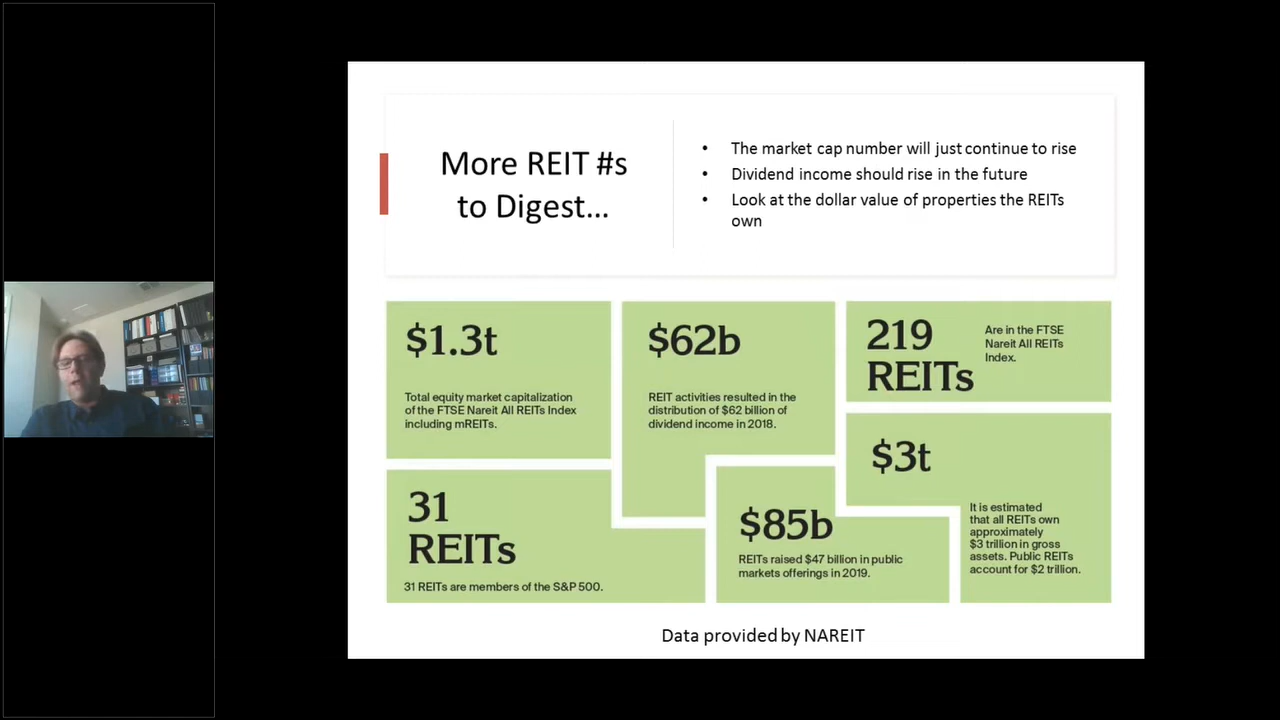 More REIT #s
to Digest...
• The market cap number will just continue to rise
• Dividend income should rise in the future
• Look at the dollar value of properties the REITs
own
$1.3t
Total equity market capitalization
of the FTSE Nareit All REITs Index
including mREITs.
$62b
REIT activities resulted in the
distribution of $62 billion of
dividend income in 2018.
219
REITs
Are in the FTSE
Nareit All REITs
Index.
31
REITs
31 REITs are members of the S&P 500.
$85b
REITs raised $47 billion in public
markets offerings in 2019.
$3t
It is estimated
that all REITs own
approximately
$3 trillion in gross
assets. Public REITs
account for $2 trillion.
Data provided by NAREIT